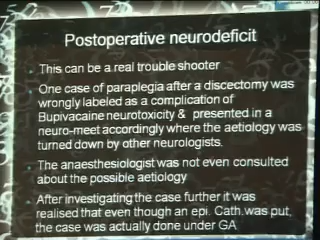 Postoperative neurodeficit
This can be a real trouble shooter
One case of paraplegia after a discectomy was
wrongly labeled as a complication of
Bupivacaine neurotoxicity & presented in a
neuro-meet accordingly where the aetiology was
turned down by other neurologists.
The anaesthesiologist was not even consulted
about the possible aetiology
After investigating the case further it was
realised that even though an epi. Cath.was put,
the case was actually done under GA